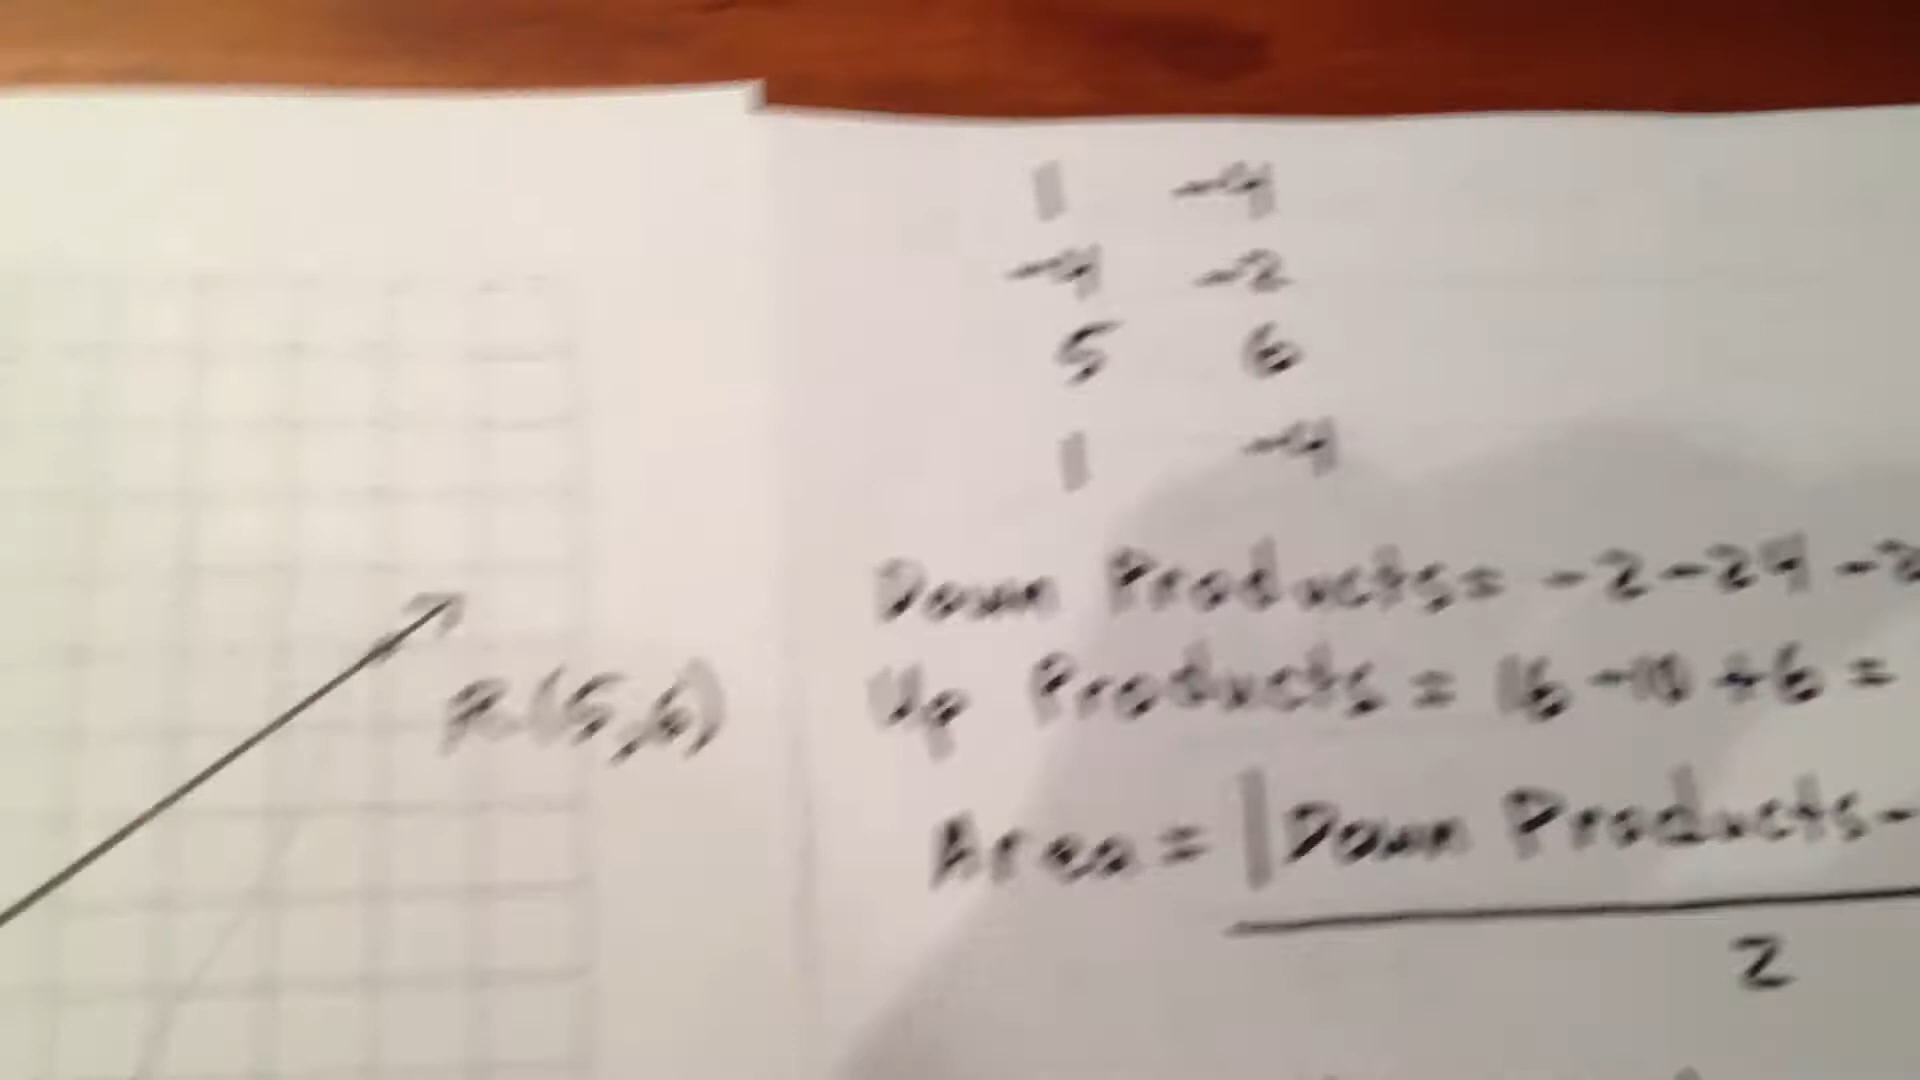 1 -4
-4 -2
5 6
1 -4
Down Products = -2-24-2
Up Products = 16-10+6 =
R(5,6)
Area = |Down Products-
2